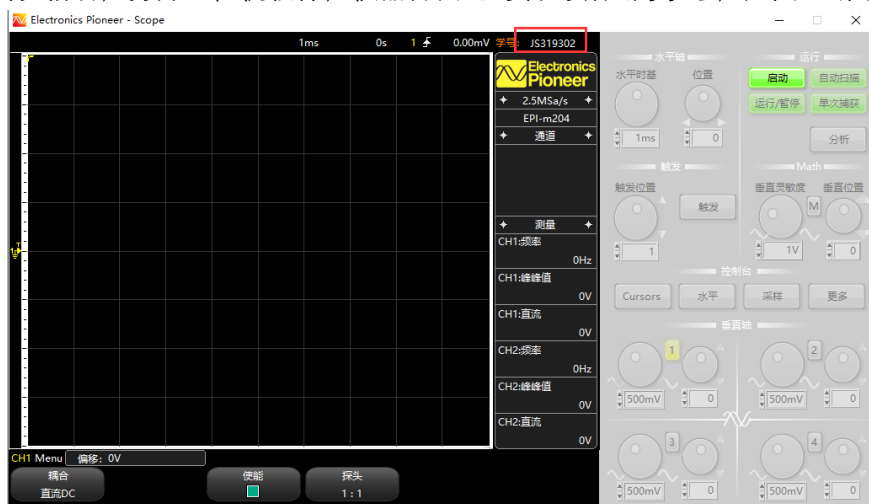 Electronics Pioneer - Scope
1ms 0s 1 0.00mV 学号: JS319302
Electronics
Pioneer
2.5MSa/s
EPI-m204
通道
测量
CH1:频率
0Hz
CH1:峰峰值
0V
CH1:直流
0V
CH2:频率
0Hz
CH2:峰峰值
0V
CH2:直流
0V
CH1 Menu 偏移: 0V
耦合
直流DC
使能
探头
1 : 1
水平轴
水平时基 位置
1ms 0
运行
启动 自动扫描
运行/暂停 单次捕获
分析
触发
触发位置
触发
1
Math
垂直灵敏度 垂直位置
M
1V 0
控制台
Cursors 水平 采样 更多
垂直轴
1 2
500mV 0 500mV 0
3 4
500mV 0 500mV 0